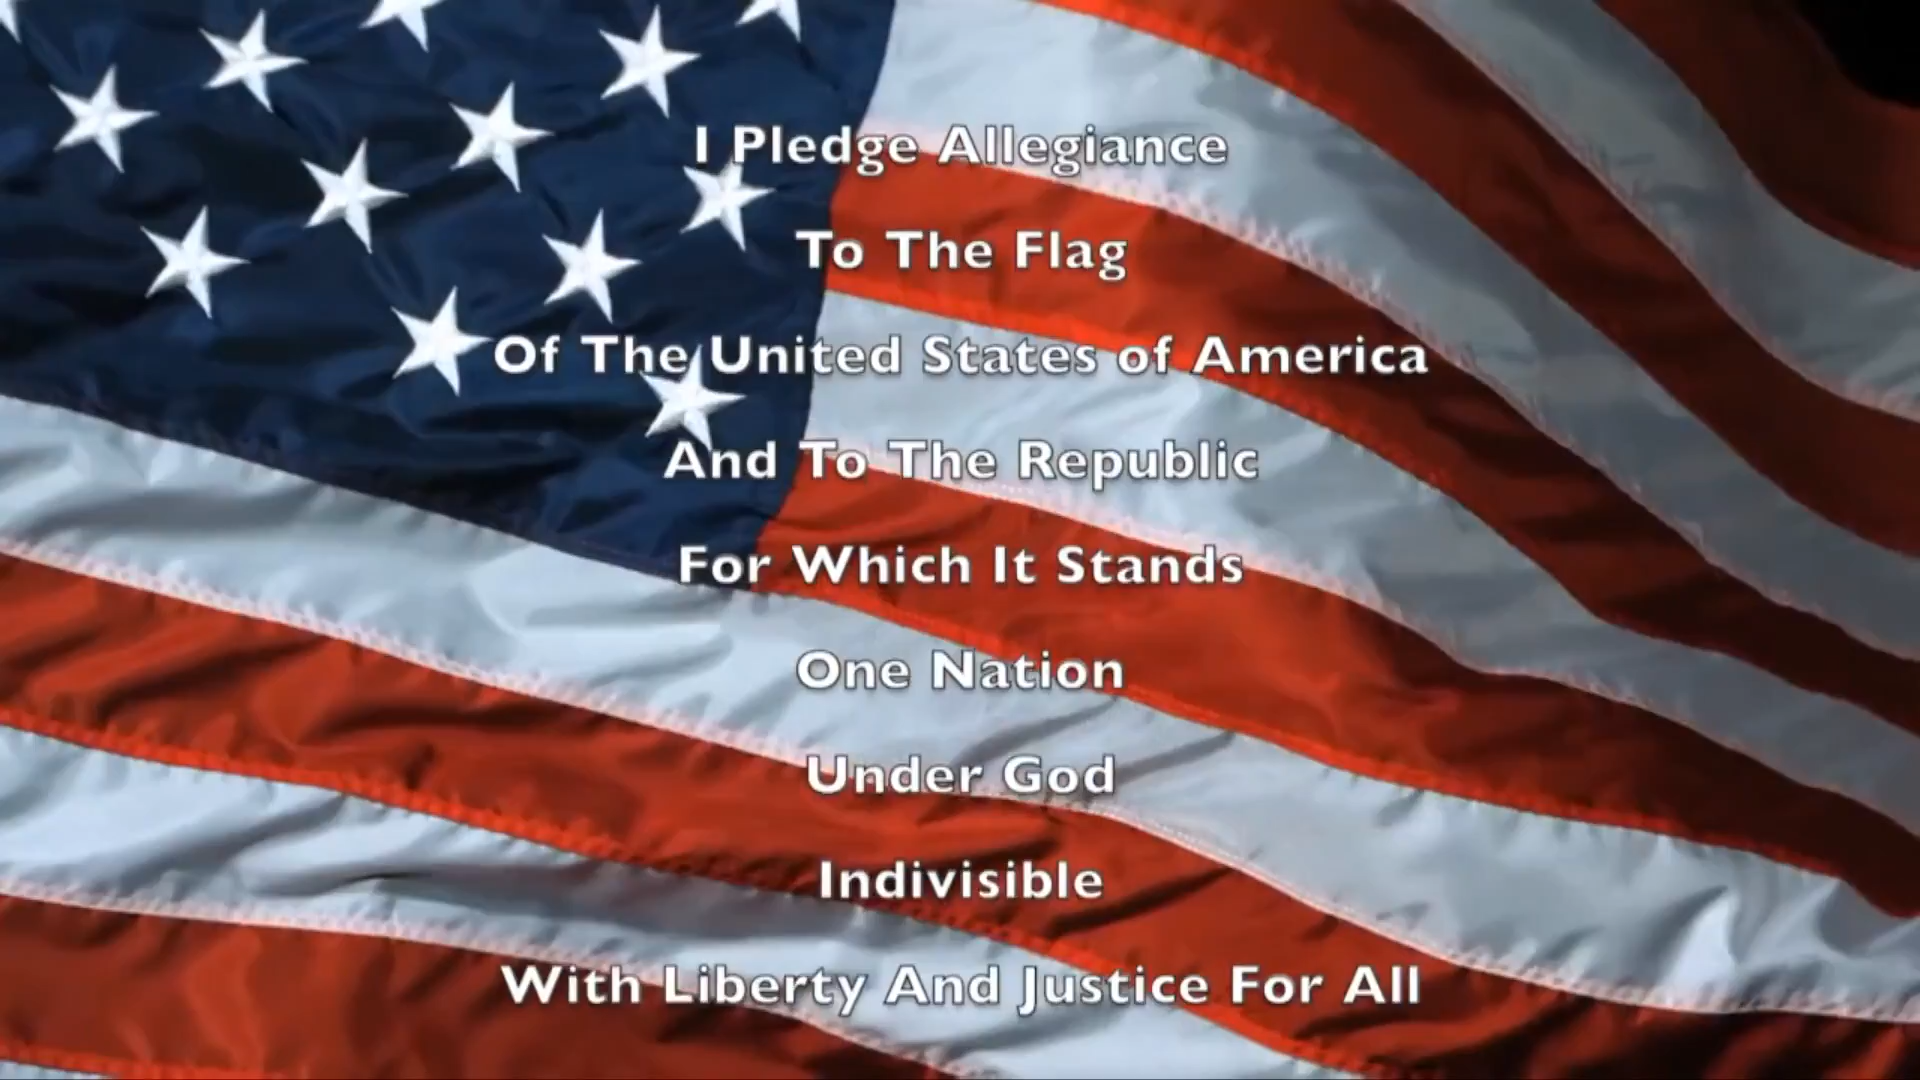 I Pledge Allegiance
To The Flag
Of The United States of America
And To The Republic
For Which It Stands
One Nation
Under God
Indivisible
With Liberty And Justice For All